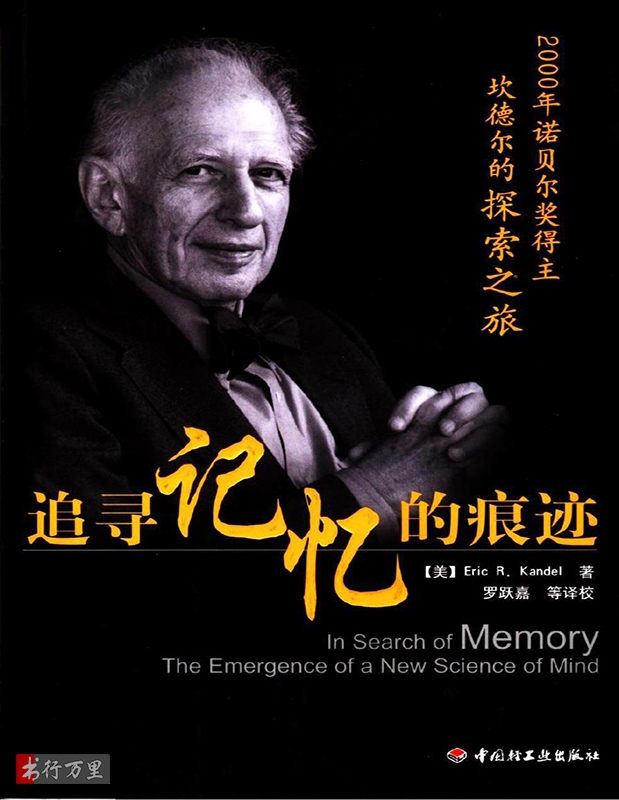 2000年诺贝尔奖得主
坎德尔的探索之旅
追寻记忆的痕迹
【美】Eric R. Kandel 著
罗跃嘉 等译校
In Search of Memory
The Emergence of a New Science of Mind
中国轻工业出版社
书行万里